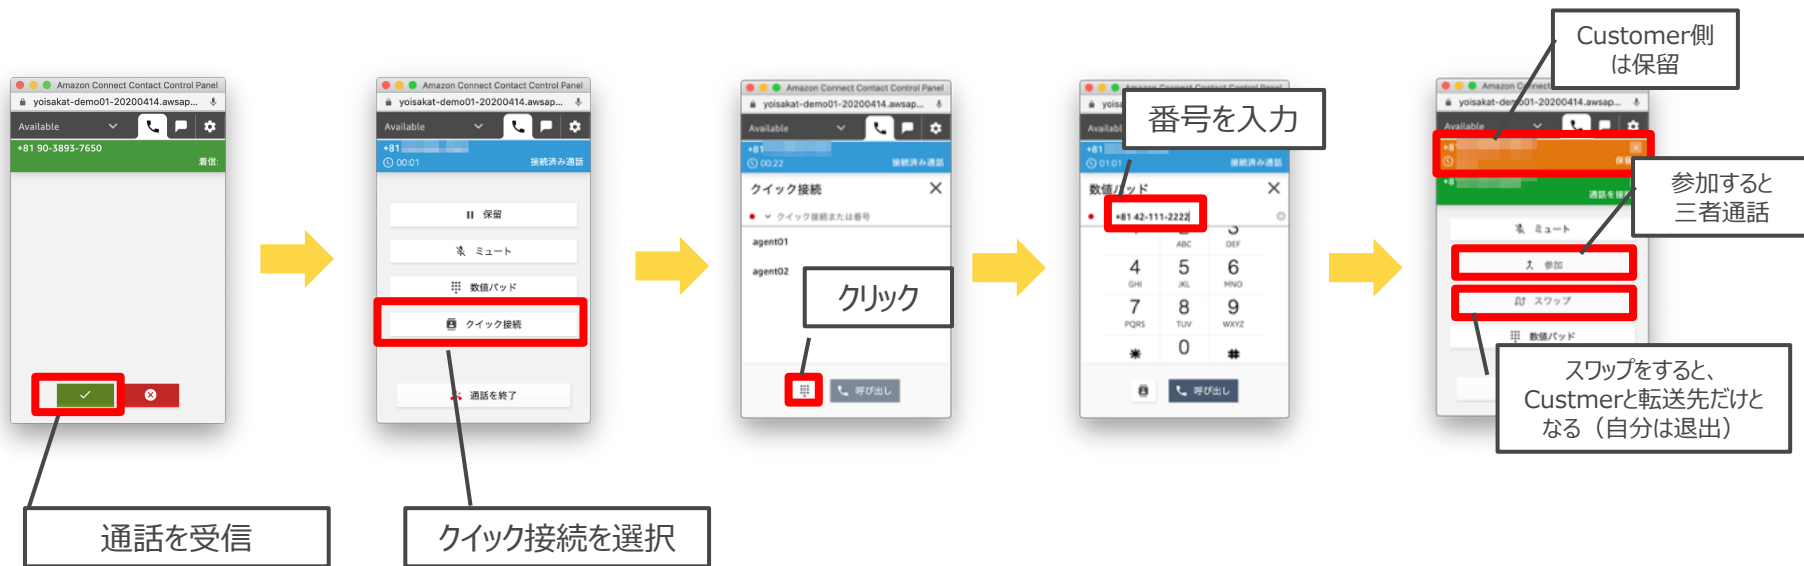 Amazon Connect Contact Control Panel
yoisakat-demo01-20200414.awsap...
Available
+81 90-3893-7650
着信:
通話を受信
Amazon Connect Contact Control Panel
yoisakat-demo01-20200414.awsap...
Available
+81
00:01
接続済み通話
保留
ミュート
数値パッド
クイック接続
通話を終了
クイック接続を選択
Amazon Connect Contact Control Panel
yoisakat-demo01-20200414.awsap...
Available
+81
00:22
接続済み通話
クイック接続
クイック接続または番号
agent01
agent02
クリック
呼び出し
Amazon Connect Contact Control Panel
番号を入力
+81
01:01
接続済み通話
数値パッド
+81 42-111-2222
ABC
DEF
4
5
6
GHI
JKL
MNO
7
8
9
PQRS
TUV
WXYZ
*
0
#
呼び出し
Customer側
は保留
Amazon Connect
yoisakat-demo01-20200414.awsap...
Available
参加すると
三者通話
ミュート
参加
スワップ
数値パッド
スワップをすると、
Custmerと転送先だけと
なる（自分は退出）